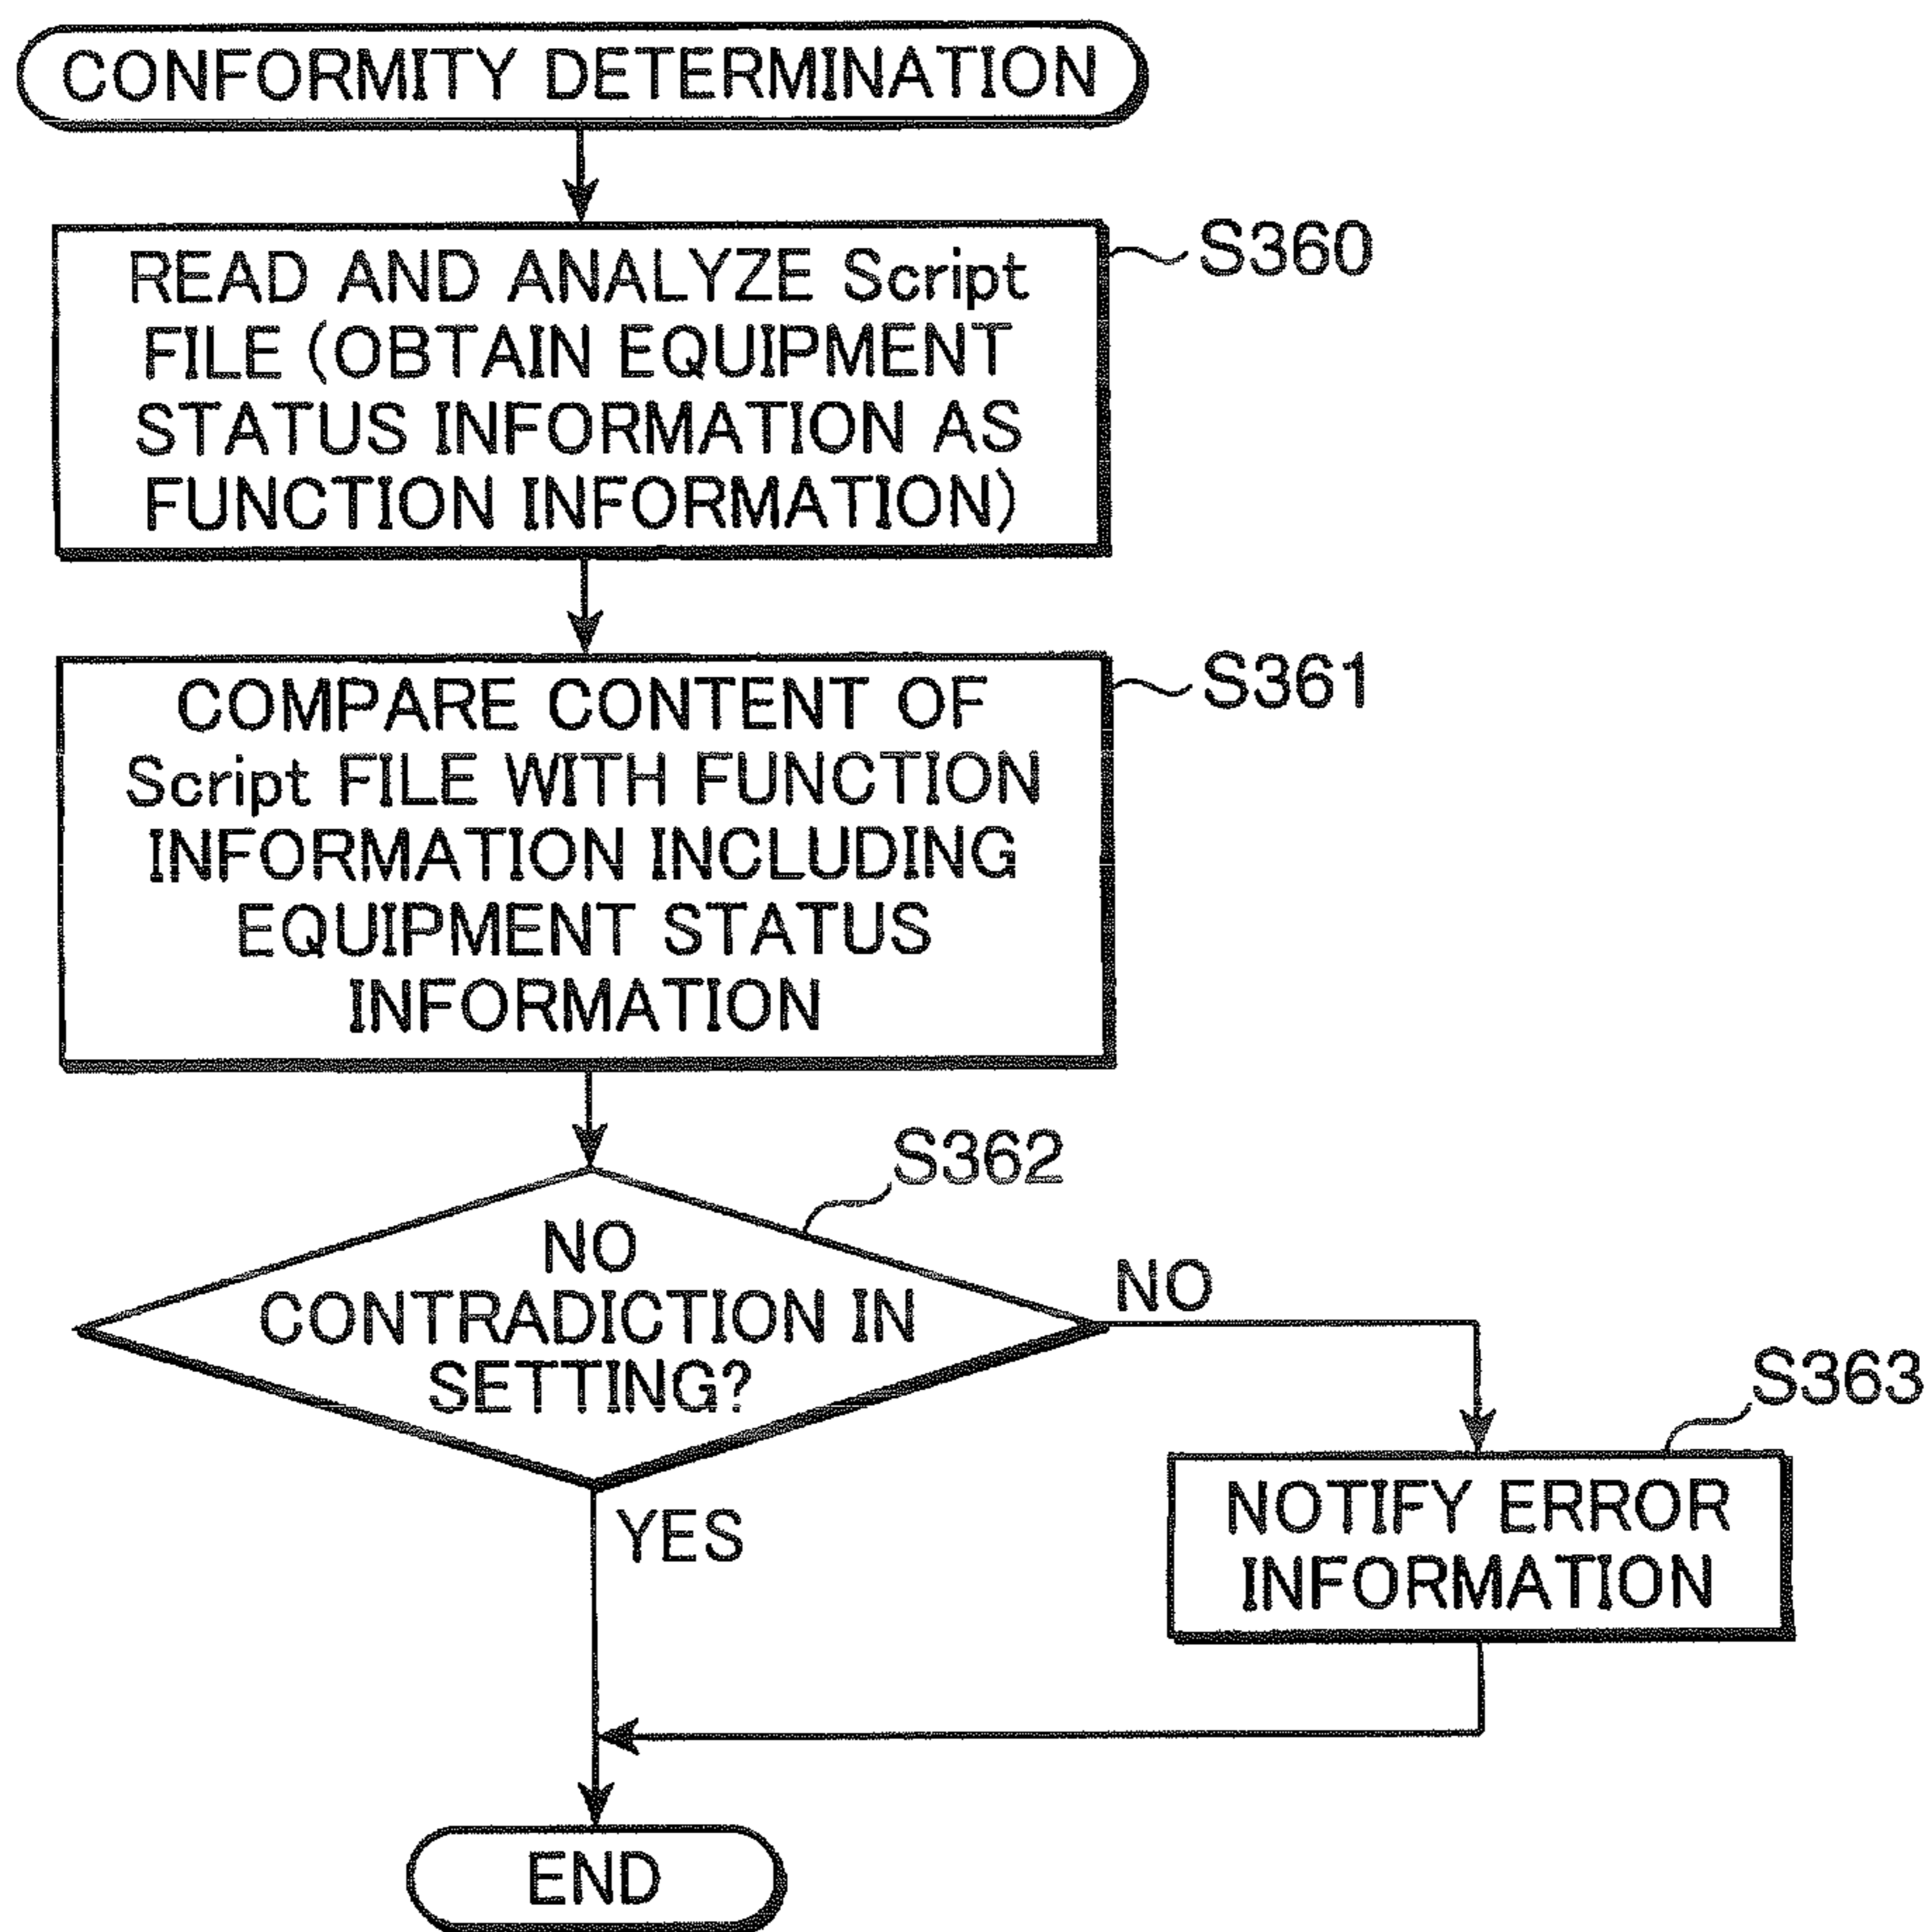 CONFORMITY DETERMINATION
READ AND ANALYZE Script
FILE (OBTAIN EQUIPMENT
STATUS INFORMATION AS
FUNCTION INFORMATION)
S360
COMPARE CONTENT OF
Script FILE WITH FUNCTION
INFORMATION INCLUDING
EQUIPMENT STATUS
INFORMATION
S361
S362
NO
CONTRADICTION IN
SETTING?
NO
YES
S363
NOTIFY ERROR
INFORMATION
END